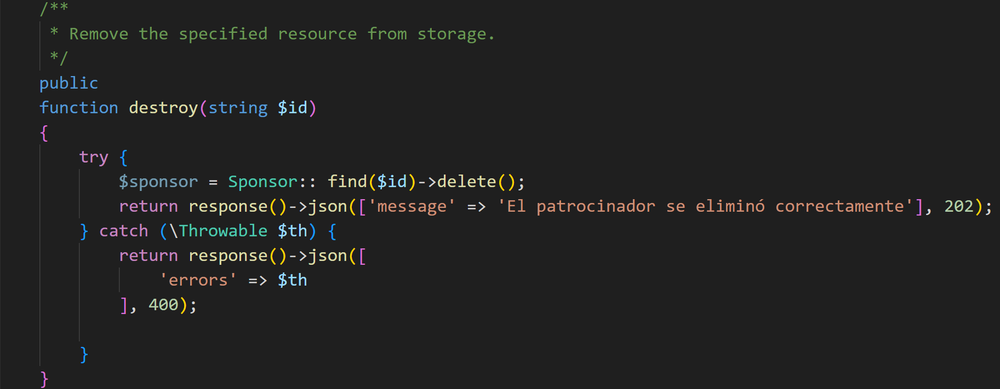 /**
 * Remove the specified resource from storage.
 */
public
function destroy(string $id)
{
    try {
        $sponsor = Sponsor:: find($id)->delete();
        return response()->json(['message' => 'El patrocinador se eliminó correctamente'], 202);
    } catch (\Throwable $th) {
        return response()->json([
            'errors' => $th
        ], 400);
    }
}